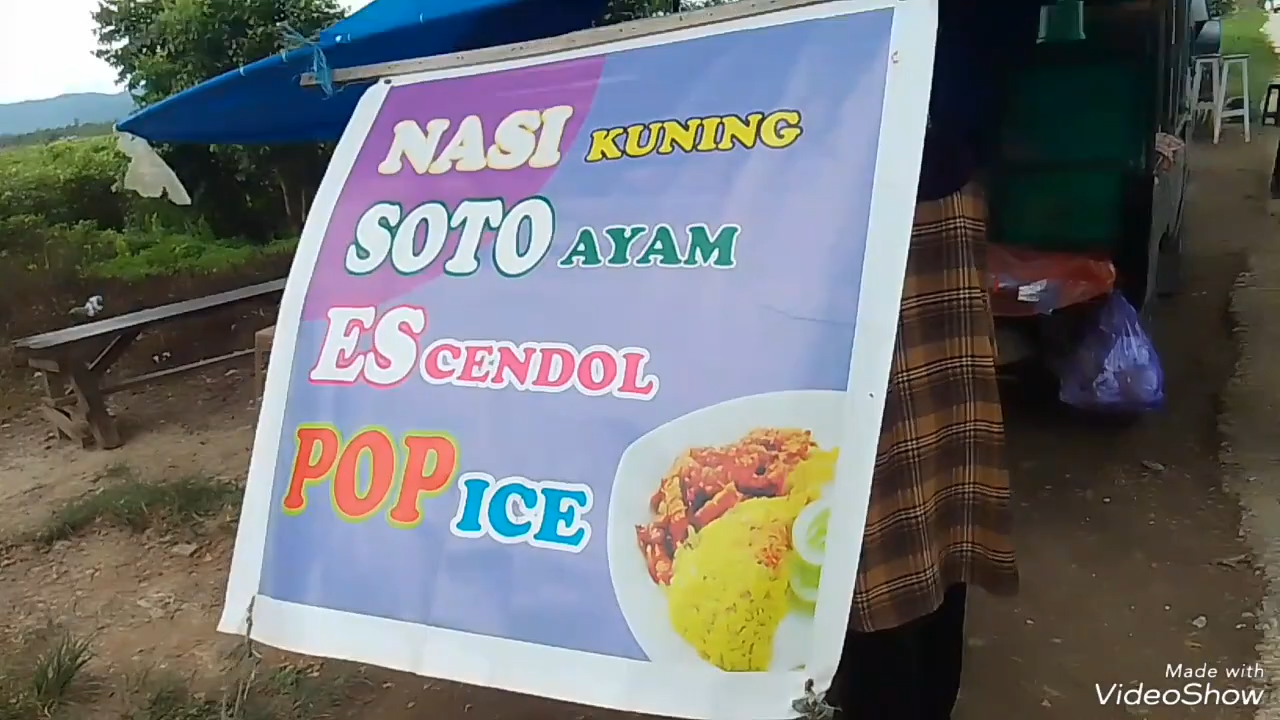 NASI KUNING
SOTO AYAM
ES CENDOL
POP ICE
Made with
VideoShow